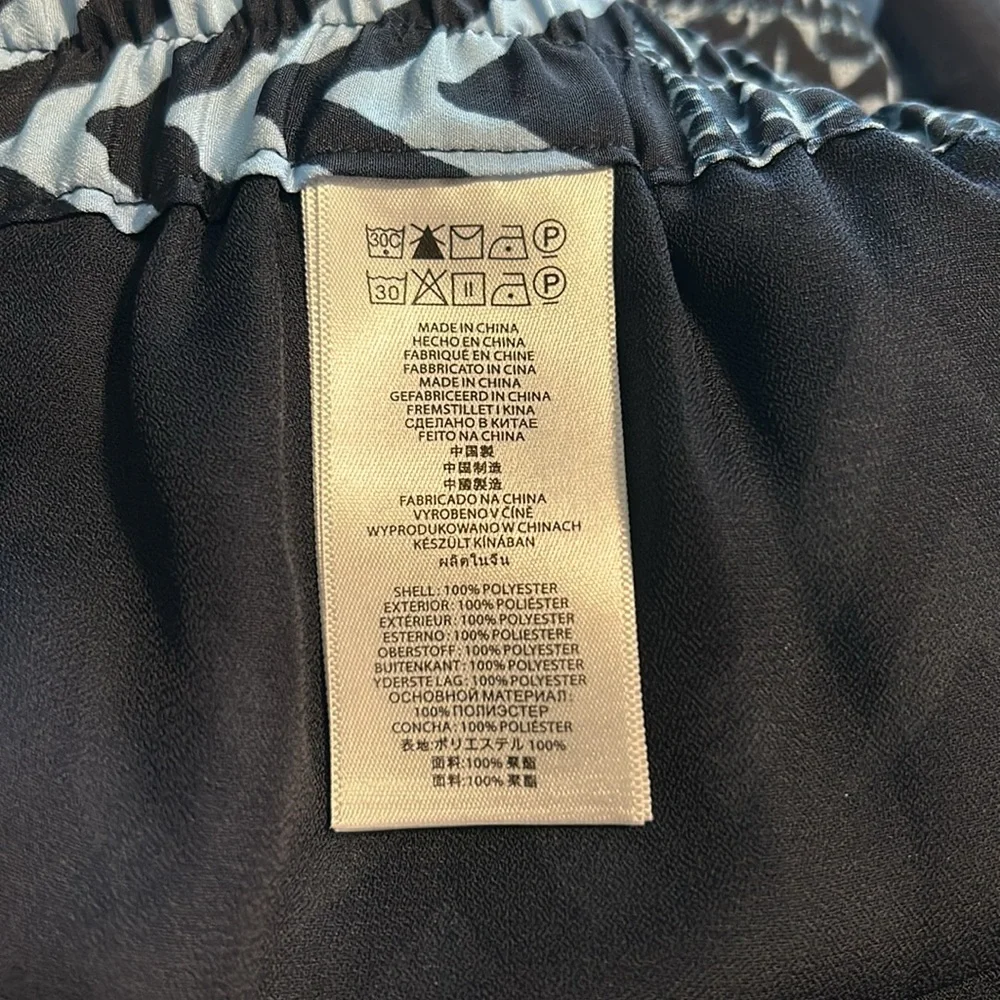 30C P
30 P
MADE IN CHINA
HECHO EN CHINA
FABRIQUÉ EN CHINE
FABBRICATO IN CINA
MADE IN CHINA
GEFABRICEERD IN CHINA
FREMSTILLET I KINA
СДЕЛАНО В КИТАЕ
FEITO NA CHINA
中国製
中国制造
中國製造
FABRICADO NA CHINA
VYROBENO V ČÍNĚ
WYPRODUKOWANO W CHINACH
KÉSZÜLT KÍNÁBAN
ผลิตในจีน
SHELL: 100% POLYESTER
EXTERIOR: 100% POLIÉSTER
EXTÉRIEUR: 100% POLYESTER
ESTERNO: 100% POLIESTERE
OBERSTOFF: 100% POLYESTER
BUITENKANT: 100% POLYESTER
YDERSTE LAG: 100% POLYESTER
ОСНОВНОЙ МАТЕРИАЛ:
100% ПОЛИЭСТЕР
CONCHA: 100% POLIÉSTER
表地:ポリエステル 100%
面料:100% 聚酯
面料:100% 聚酯